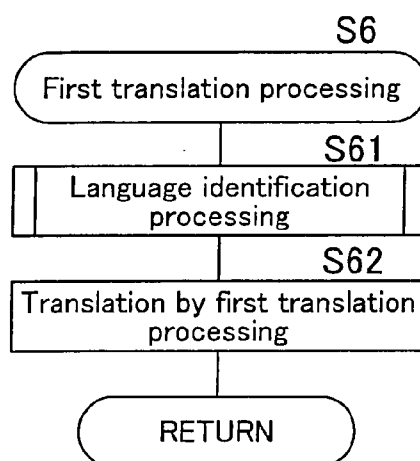 S6
First translation processing
S61
Language identification
processing
S62
Translation by first translation
processing
RETURN